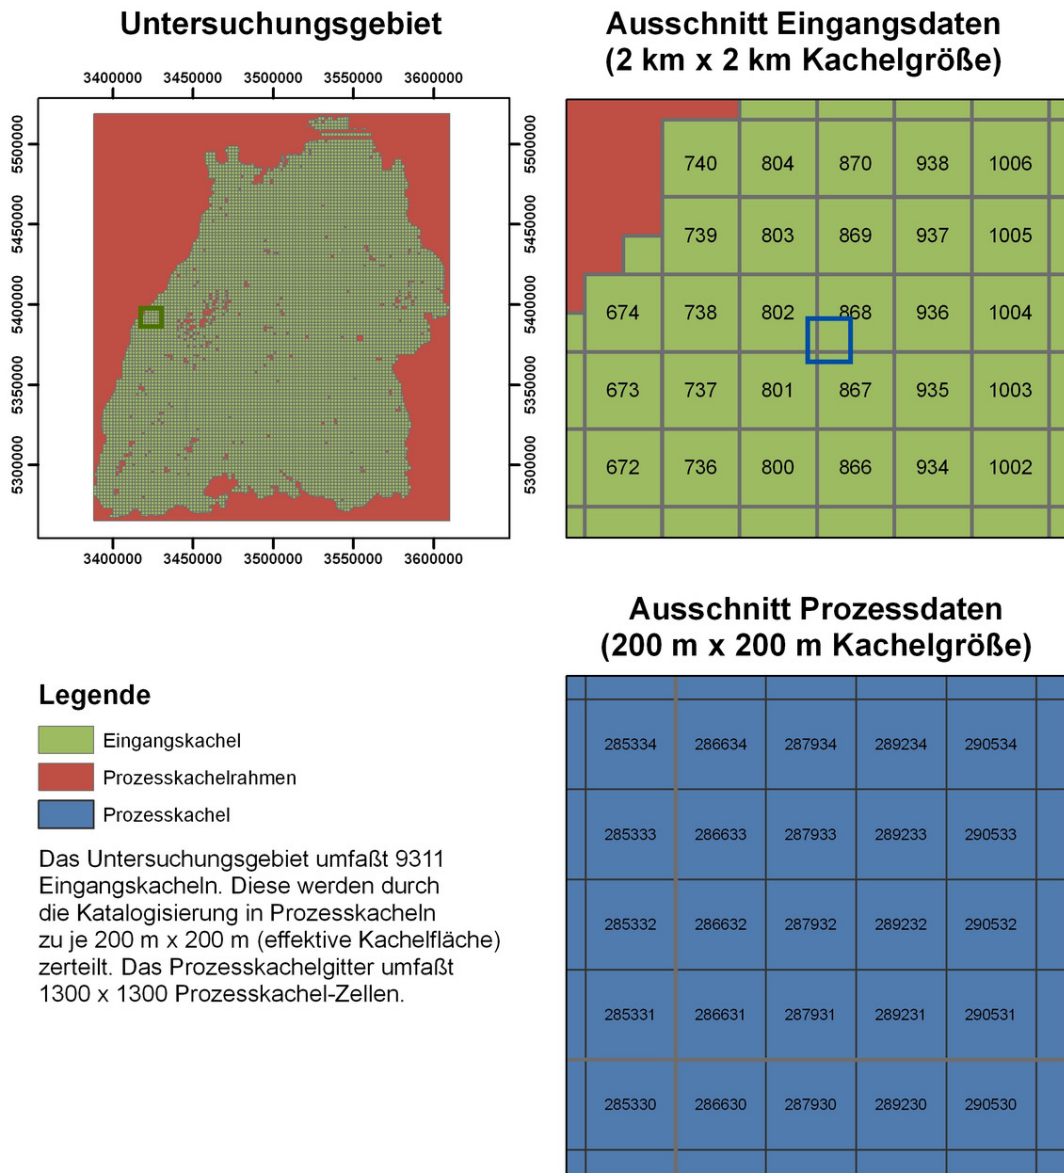 Untersuchungsgebiet
3400000 3450000 3500000 3550000 3600000
5500000
5450000
5400000
5350000
5300000
5500000
5450000
5400000
5350000
5300000
3400000 3450000 3500000 3550000 3600000
Ausschnitt Eingangsdaten
(2 km x 2 km Kachelgröße)
740 804 870 938 1006
739 803 869 937 1005
674 738 802 868 936 1004
673 737 801 867 935 1003
672 736 800 866 934 1002
Legende
Eingangskachel
Prozesskachelrahmen
Prozesskachel
Das Untersuchungsgebiet umfaßt 9311
Eingangskacheln. Diese werden durch
die Katalogisierung in Prozesskacheln
zu je 200 m x 200 m (effektive Kachelfläche)
zerteilt. Das Prozesskachelgitter umfaßt
1300 x 1300 Prozesskachel-Zellen.
Ausschnitt Prozessdaten
(200 m x 200 m Kachelgröße)
285334 286634 287934 289234 290534
285333 286633 287933 289233 290533
285332 286632 287932 289232 290532
285331 286631 287931 289231 290531
285330 286630 287930 289230 290530